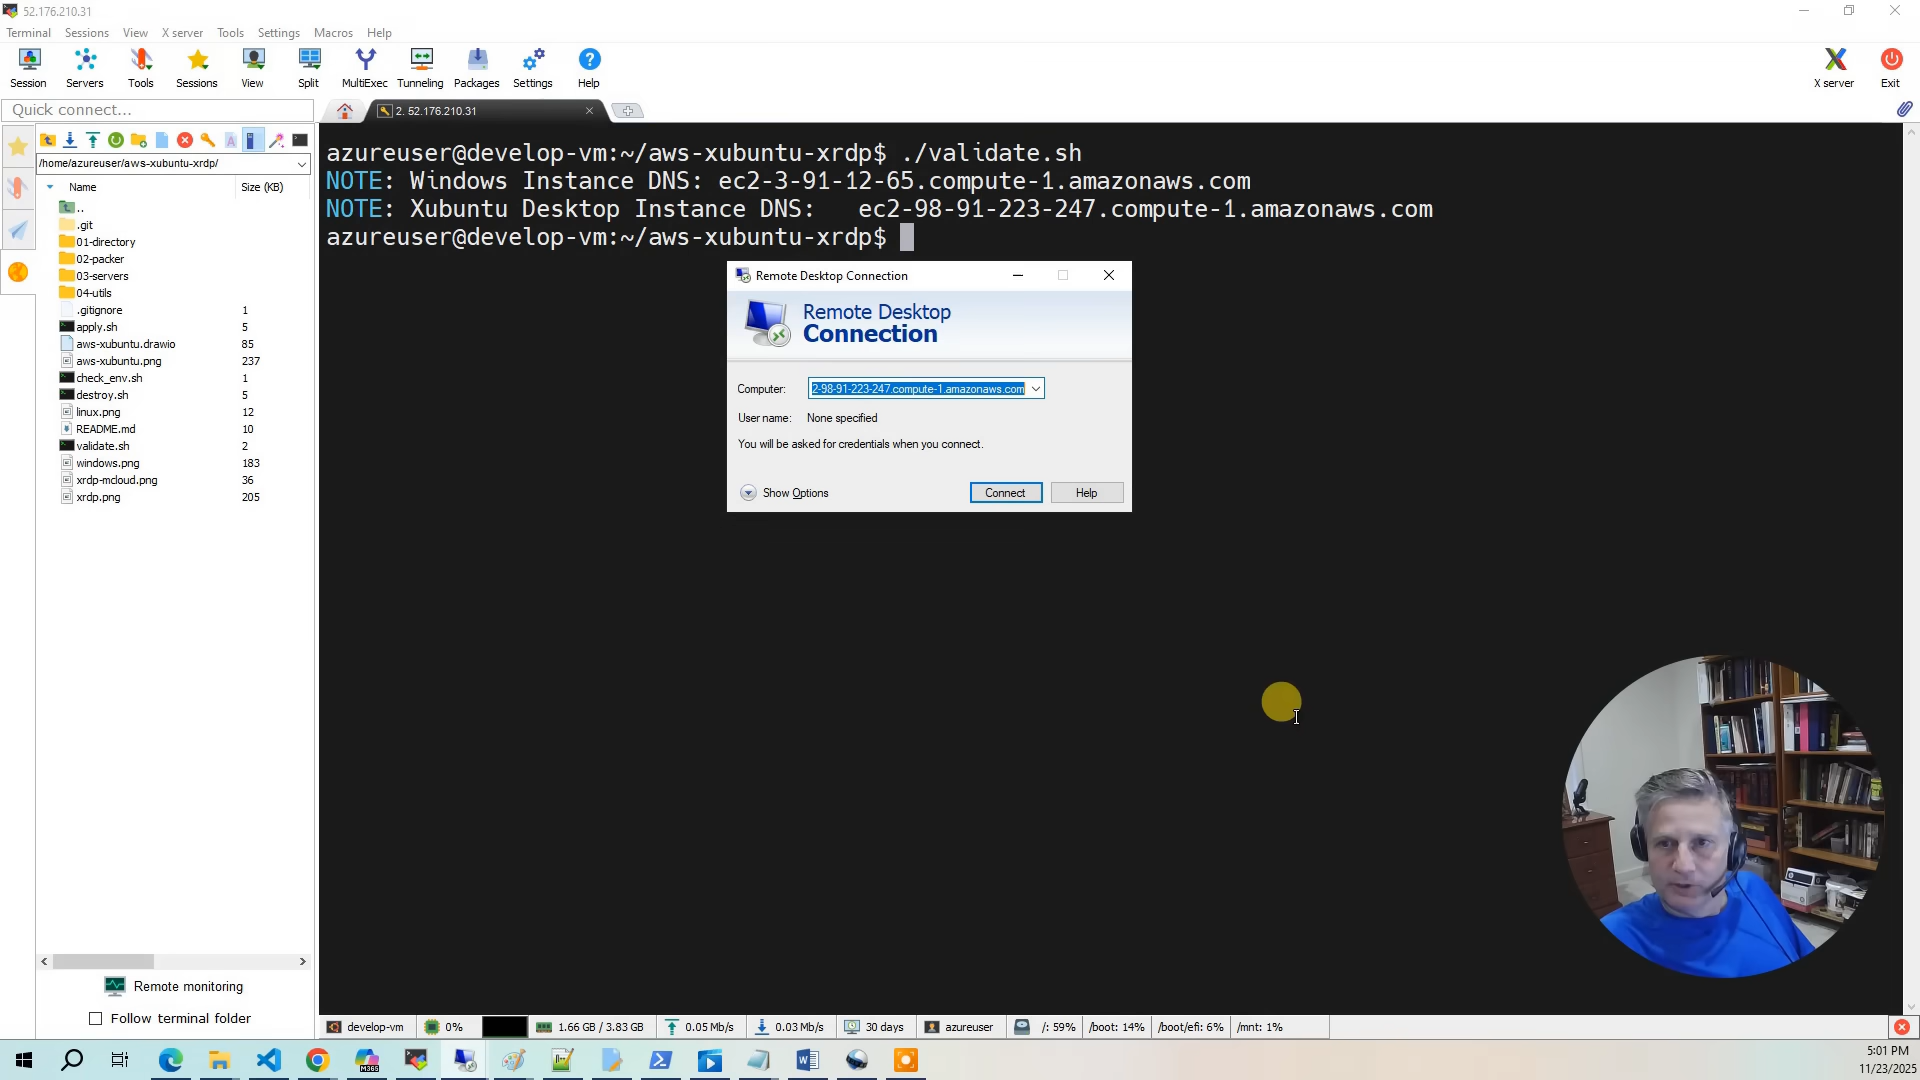 52.176.210.31
Terminal Sessions View X server Tools Settings Macros Help
Session Servers Tools Sessions View Split MultiExec Tunneling Packages Settings Help X server Exit
Quick connect...
2. 52.176.210.31
/home/azureuser/aws-xubuntu-xrdp/
Name Size (KB)
..
.git
01-directory
02-packer
03-servers
04-utils
.gitignore 1
apply.sh 5
aws-xubuntu.drawio 85
aws-xubuntu.png 237
check_env.sh 1
destroy.sh 5
linux.png 12
README.md 10
validate.sh 2
windows.png 183
xrdp-mcloud.png 36
xrdp.png 205
Remote monitoring
Follow terminal folder
azureuser@develop-vm:~/aws-xubuntu-xrdp$ ./validate.sh
NOTE: Windows Instance DNS: ec2-3-91-12-65.compute-1.amazonaws.com
NOTE: Xubuntu Desktop Instance DNS:   ec2-98-91-223-247.compute-1.amazonaws.com
azureuser@develop-vm:~/aws-xubuntu-xrdp$
Remote Desktop Connection
Remote Desktop
Connection
Computer: 2-98-91-223-247.compute-1.amazonaws.com
User name: None specified
You will be asked for credentials when you connect.
Show Options Connect Help
develop-vm 0% 1.66 GB / 3.83 GB 0.05 Mb/s 0.03 Mb/s 30 days azureuser /: 59% /boot: 14% /boot/efi: 6% /mnt: 1%
M365
5:01 PM
11/23/2025